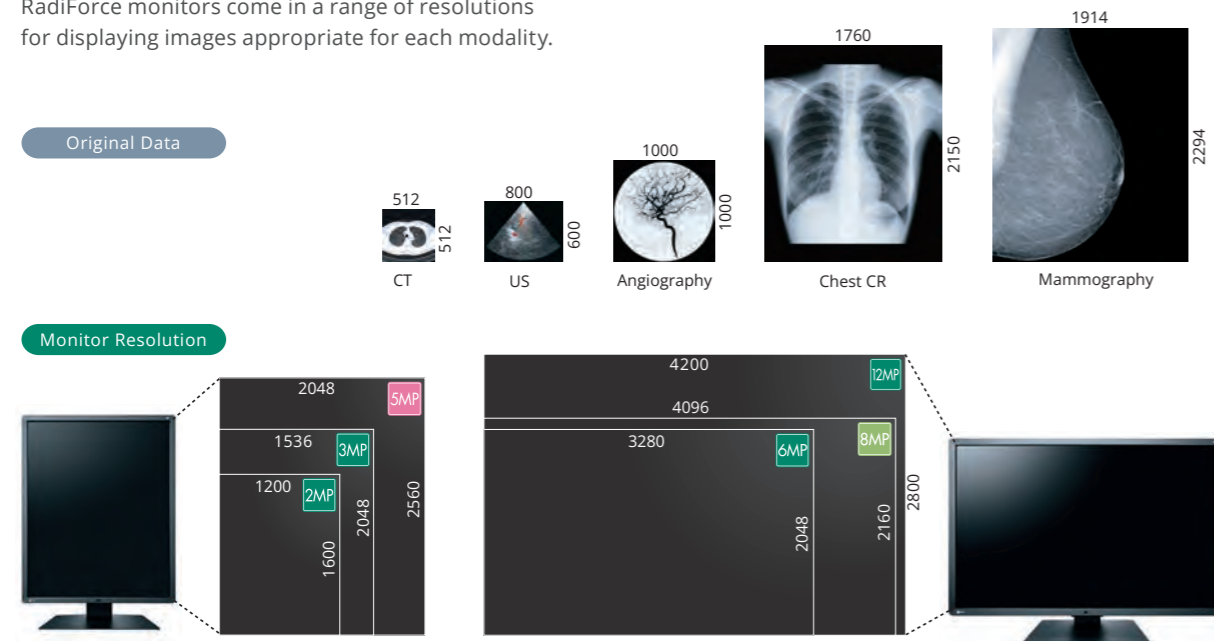 RadiForce monitors come in a range of resolutions
for displaying images appropriate for each modality.
Original Data
512
512
CT
800
600
US
1000
1000
Angiography
1760
2150
Chest CR
1914
2294
Mammography
Monitor Resolution
2048
5MP
2560
1536
3MP
2048
1200
2MP
1600
4200
12MP
2800
4096
8MP
2160
3280
6MP
2048